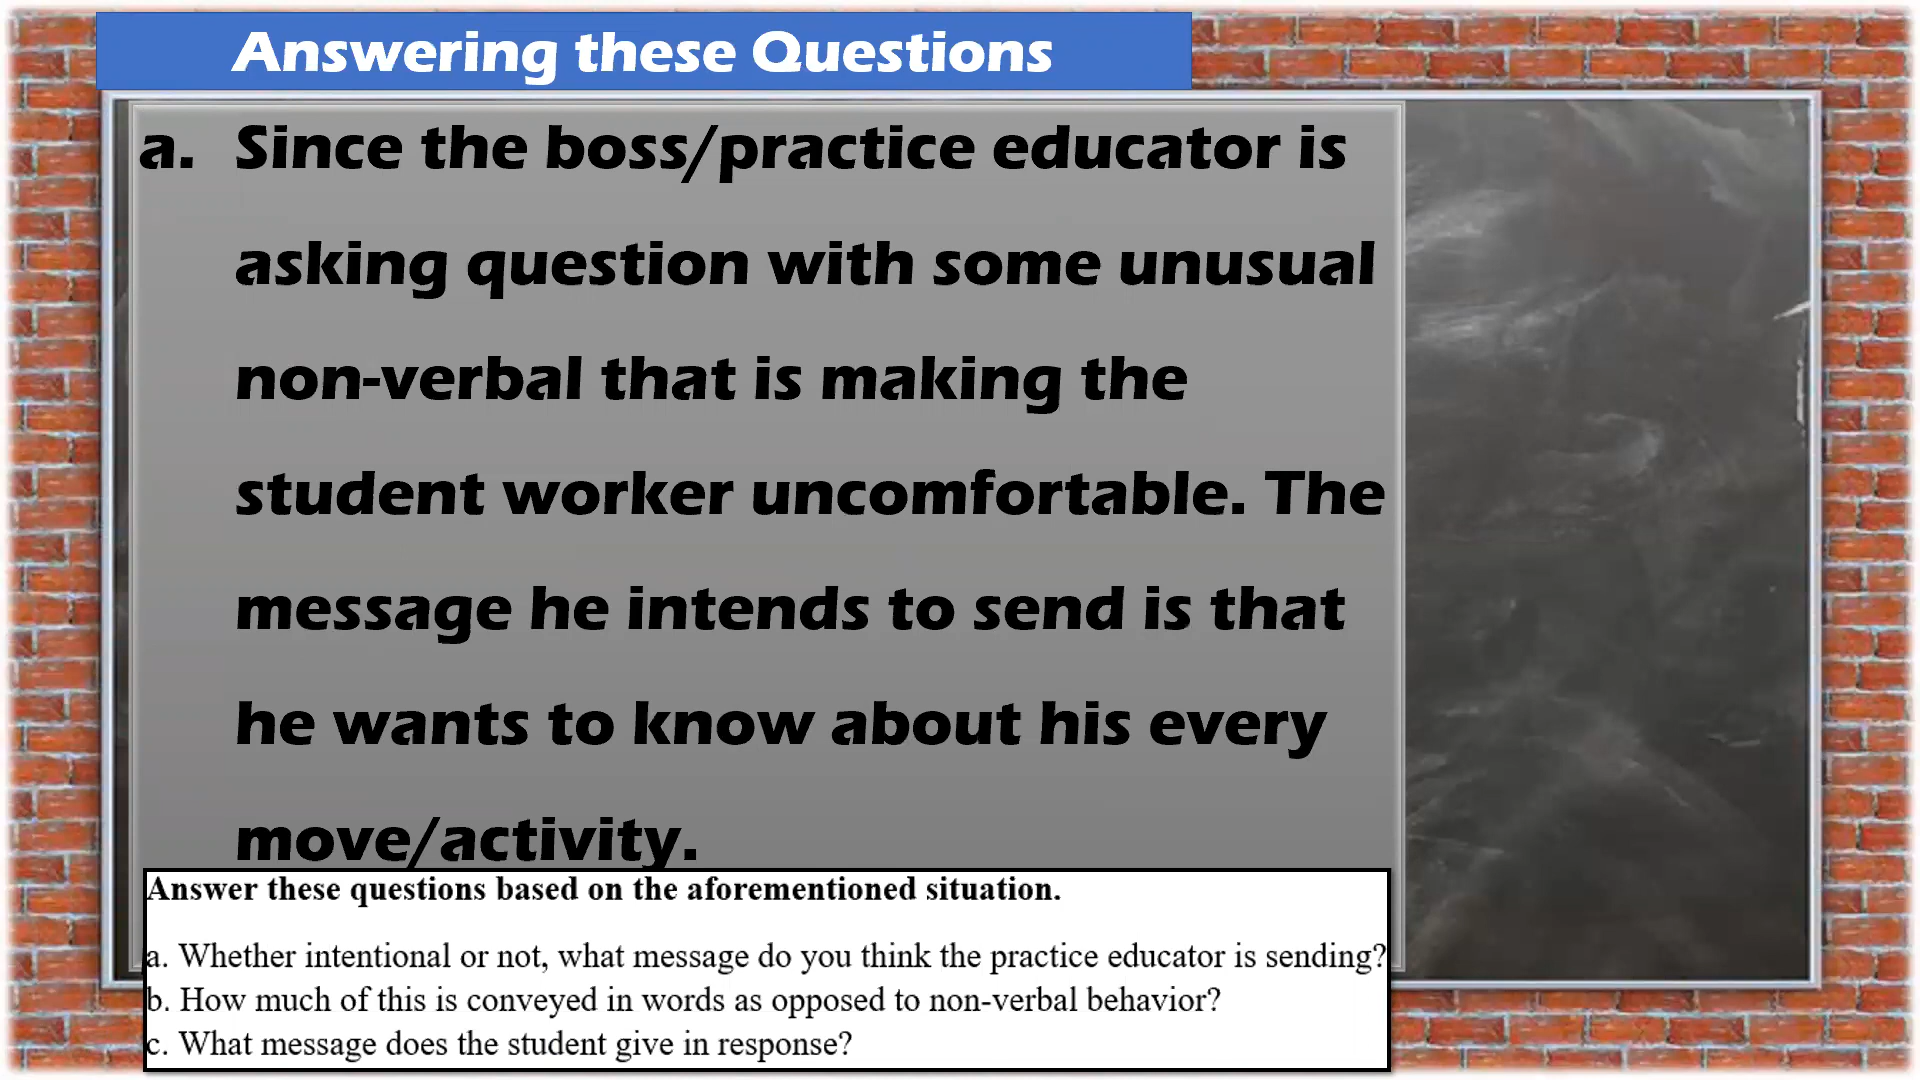 Answering these Questions
a. Since the boss/practice educator is
asking question with some unusual
non-verbal that is making the
student worker uncomfortable. The
message he intends to send is that
he wants to know about his every
move/activity.
Answer these questions based on the aforementioned situation.
a. Whether intentional or not, what message do you think the practice educator is sending?
b. How much of this is conveyed in words as opposed to non-verbal behavior?
c. What message does the student give in response?